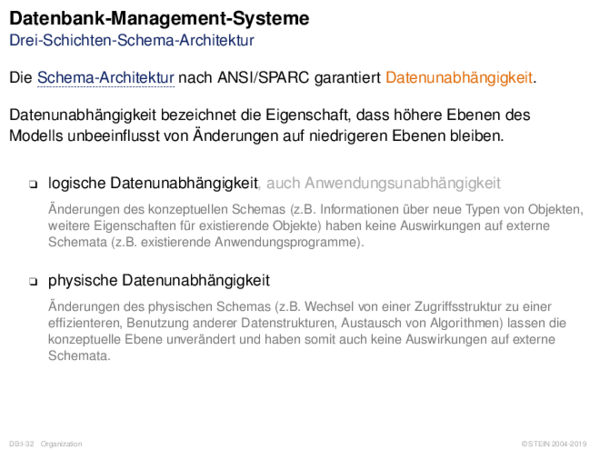 Datenbank-Management-Systeme
Drei-Schichten-Schema-Architektur
Die Schema-Architektur nach ANSI/SPARC garantiert Datenunabhängigkeit.
Datenunabhängigkeit bezeichnet die Eigenschaft, dass höhere Ebenen des
Modells unbeeinflusst von Änderungen auf niedrigeren Ebenen bleiben.
❑ logische Datenunabhängigkeit, auch Anwendungsunabhängigkeit
Änderungen des konzeptuellen Schemas (z.B. Informationen über neue Typen von Objekten,
weitere Eigenschaften für existierende Objekte) haben keine Auswirkungen auf externe
Schemata (z.B. existierende Anwendungsprogramme).
❑ physische Datenunabhängigkeit
Änderungen des physischen Schemas (z.B. Wechsel von einer Zugriffsstruktur zu einer
effizienteren, Benutzung anderer Datenstrukturen, Austausch von Algorithmen) lassen die
konzeptuelle Ebene unverändert und haben somit auch keine Auswirkungen auf externe
Schemata.
DB:I-32 Organization © STEIN 2004-2019